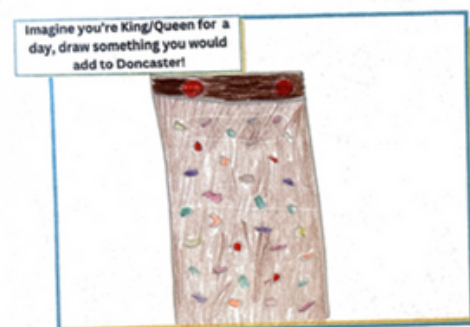 Imagine you're King/Queen for a
day, draw something you would
add to Doncaster!